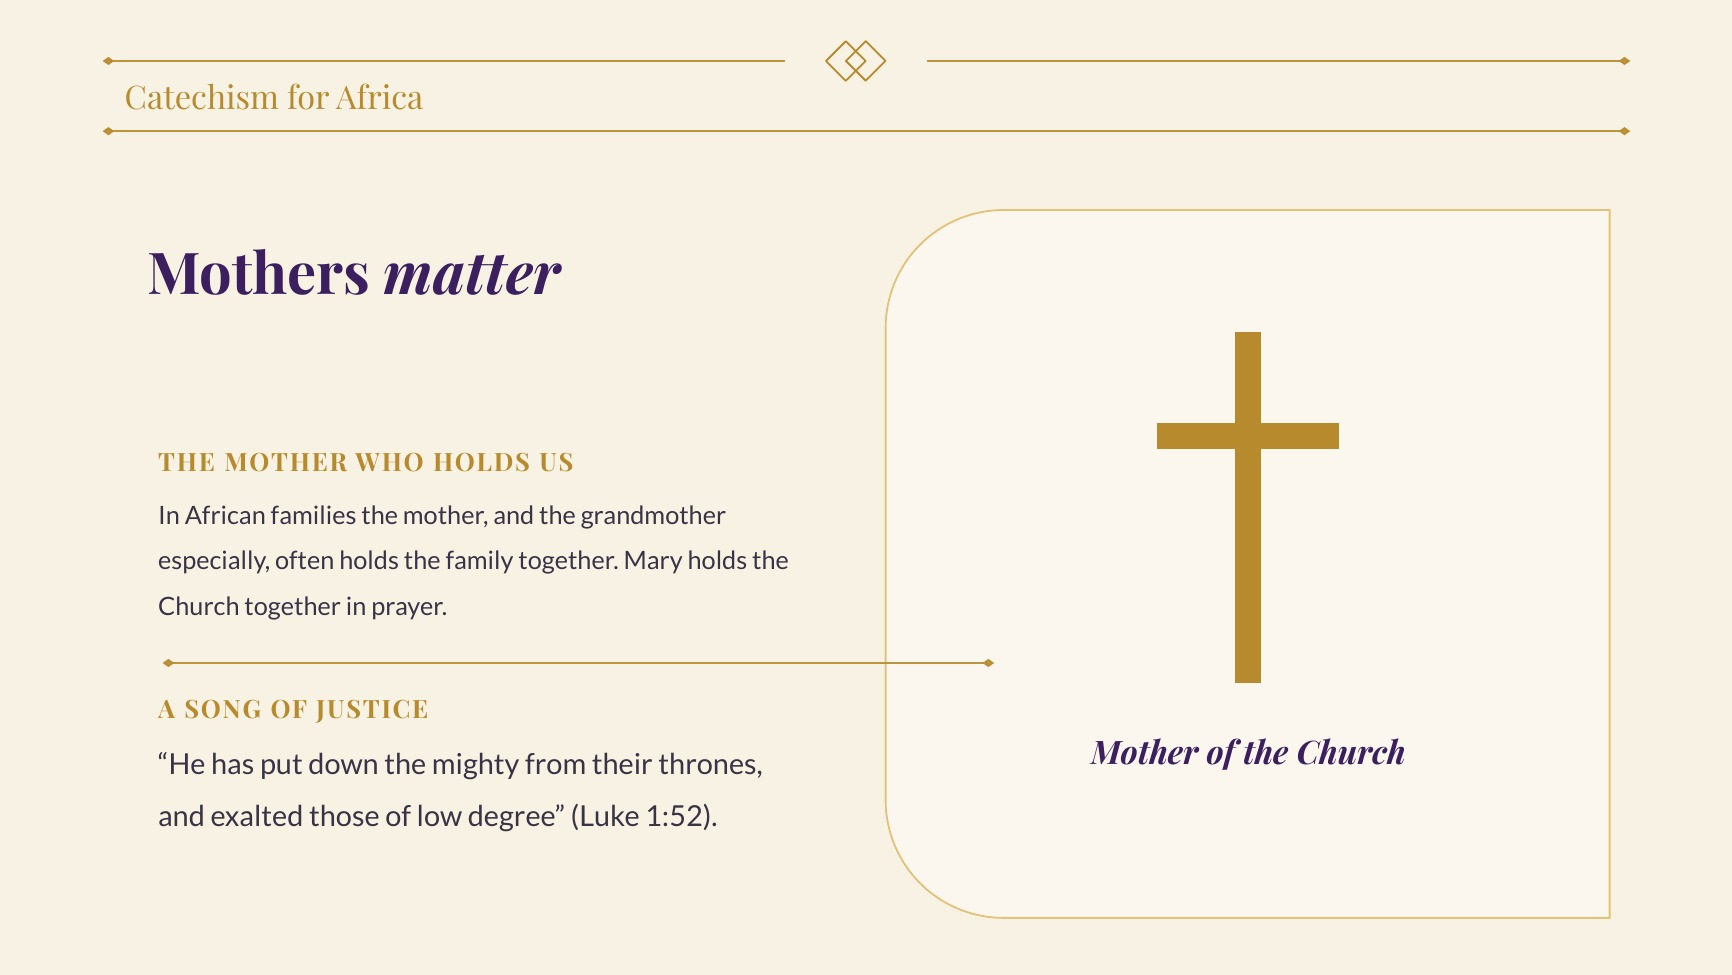 Catechism for Africa
Mothers matter
THE MOTHER WHO HOLDS US
In African families the mother, and the grandmother
especially, often holds the family together. Mary holds the
Church together in prayer.
A SONG OF JUSTICE
“He has put down the mighty from their thrones,
and exalted those of low degree” (Luke 1:52).
Mother of the Church